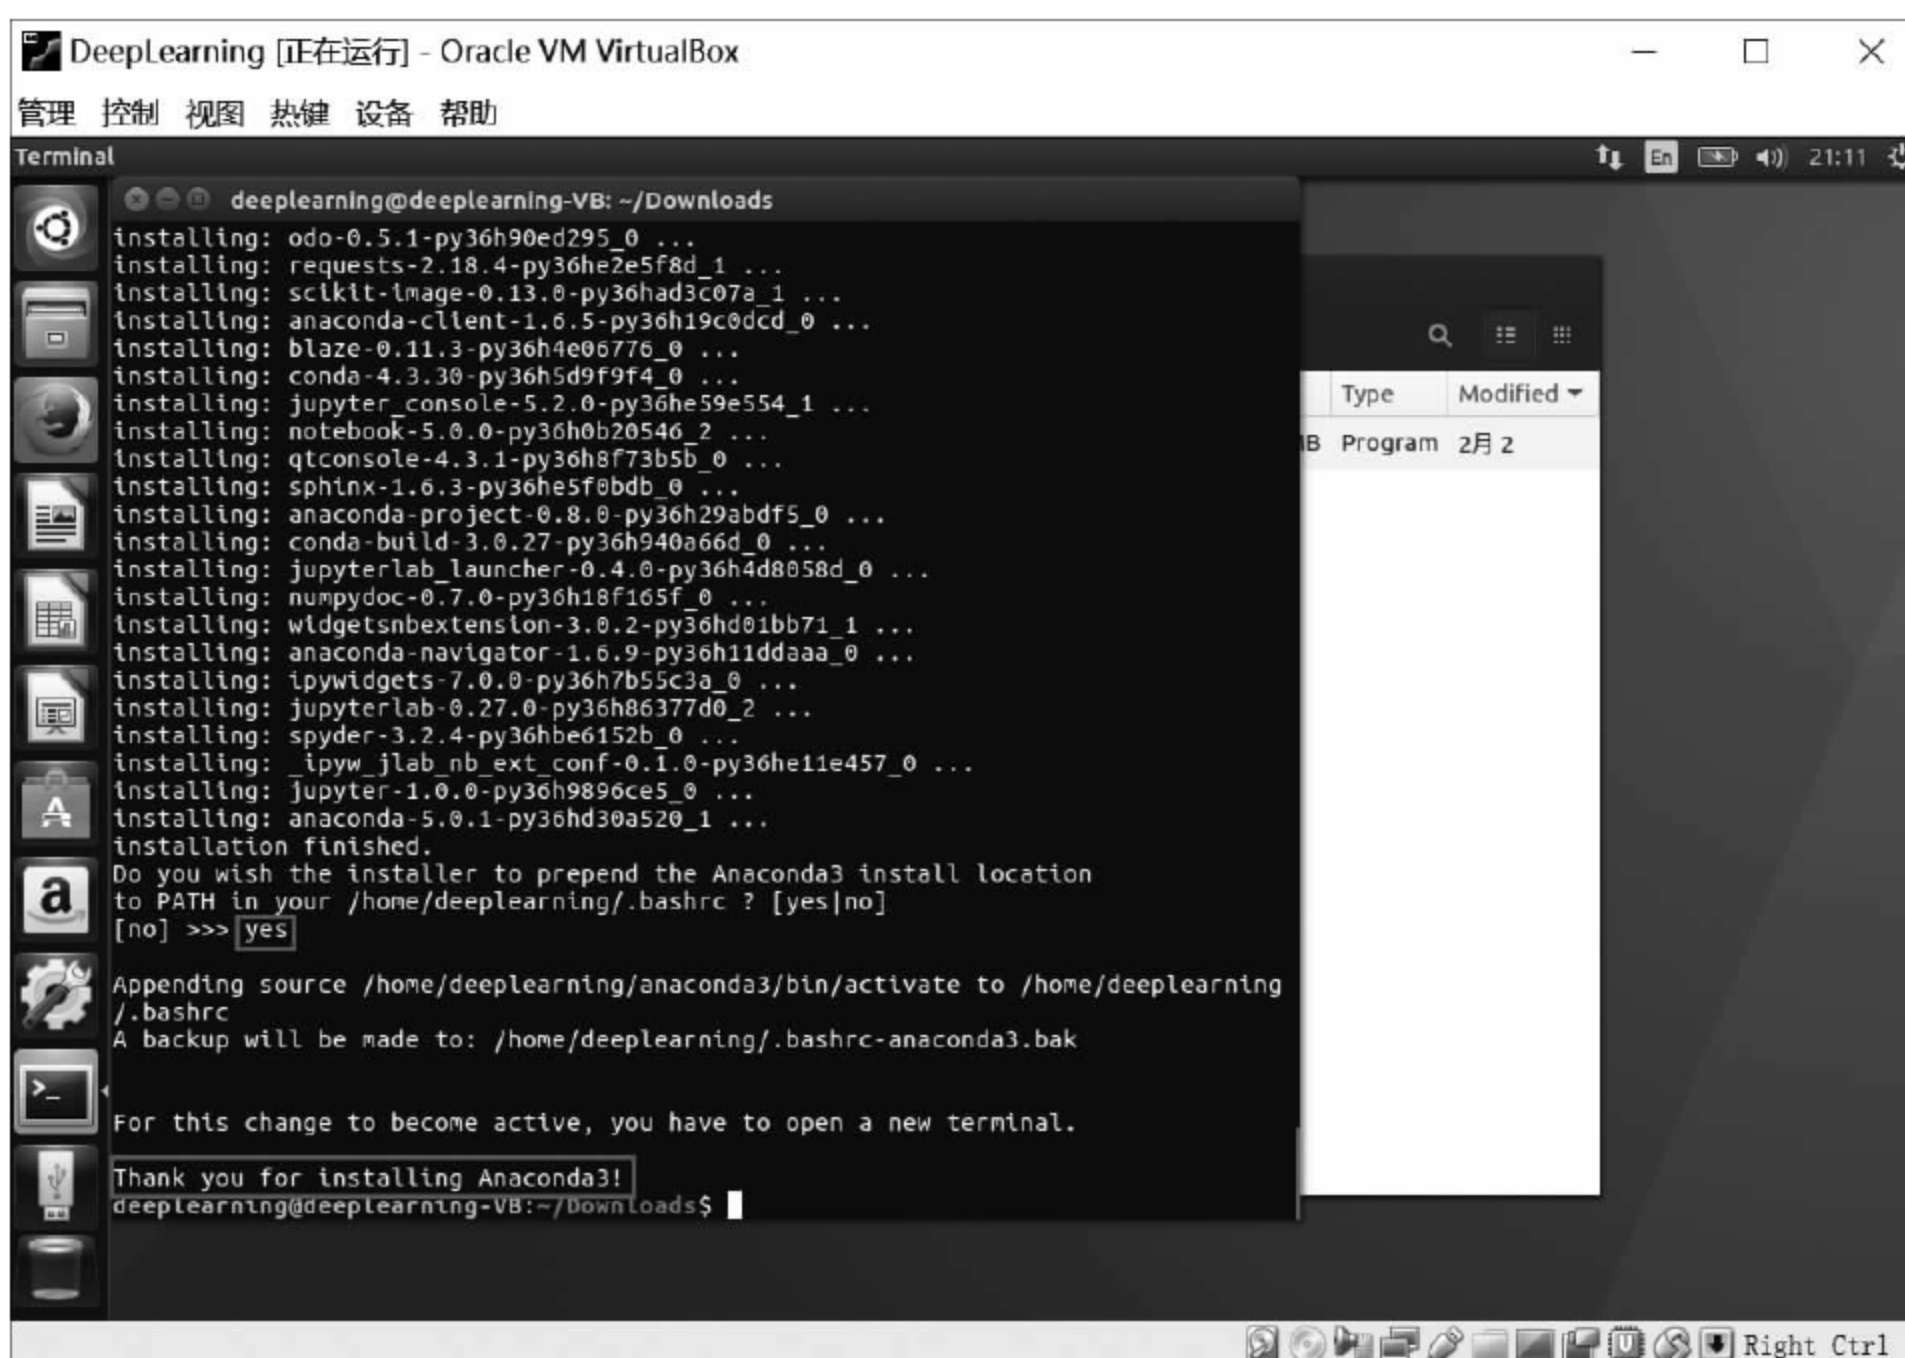 DeepLearning [正在运行] - Oracle VM VirtualBox
管理 控制 视图 热键 设备 帮助
Terminal En 21:11
deeplearning@deeplearning-VB: ~/Downloads
installing: odo-0.5.1-py36h90ed295_0 ...
installing: requests-2.18.4-py36he2e5f8d_1 ...
installing: scikit-image-0.13.0-py36had3c07a_1 ...
installing: anaconda-client-1.6.5-py36h19c0dcd_0 ...
installing: blaze-0.11.3-py36h4e06776_0 ...
installing: conda-4.3.30-py36h5d9f9f4_0 ...
installing: jupyter_console-5.2.0-py36he59e554_1 ...
installing: notebook-5.0.0-py36h0b20546_2 ...
installing: qtconsole-4.3.1-py36h8f73b5b_0 ...
installing: sphinx-1.6.3-py36he5f0bdb_0 ...
installing: anaconda-project-0.8.0-py36h29abdf5_0 ...
installing: conda-build-3.0.27-py36h940a66d_0 ...
installing: jupyterlab_launcher-0.4.0-py36h4d8058d_0 ...
installing: numpydoc-0.7.0-py36h18f165f_0 ...
installing: widgetsnbextension-3.0.2-py36hd01bb71_1 ...
installing: anaconda-navigator-1.6.9-py36h11ddaaa_0 ...
installing: ipywidgets-7.0.0-py36h7b55c3a_0 ...
installing: jupyterlab-0.27.0-py36h86377d0_2 ...
installing: spyder-3.2.4-py36hbe6152b_0 ...
installing: _ipyw_jlab_nb_ext_conf-0.1.0-py36he11e457_0 ...
installing: jupyter-1.0.0-py36h9896ce5_0 ...
installing: anaconda-5.0.1-py36hd30a520_1 ...
installation finished.
Do you wish the installer to prepend the Anaconda3 install location
to PATH in your /home/deeplearning/.bashrc ? [yes|no]
[no] >>> yes
Appending source /home/deeplearning/anaconda3/bin/activate to /home/deeplearning
/.bashrc
A backup will be made to: /home/deeplearning/.bashrc-anaconda3.bak
For this change to become active, you have to open a new terminal.
Thank you for installing Anaconda3!
deeplearning@deeplearning-VB:~/Downloads$
Type Modified
MB Program 2月 2
Right Ctrl